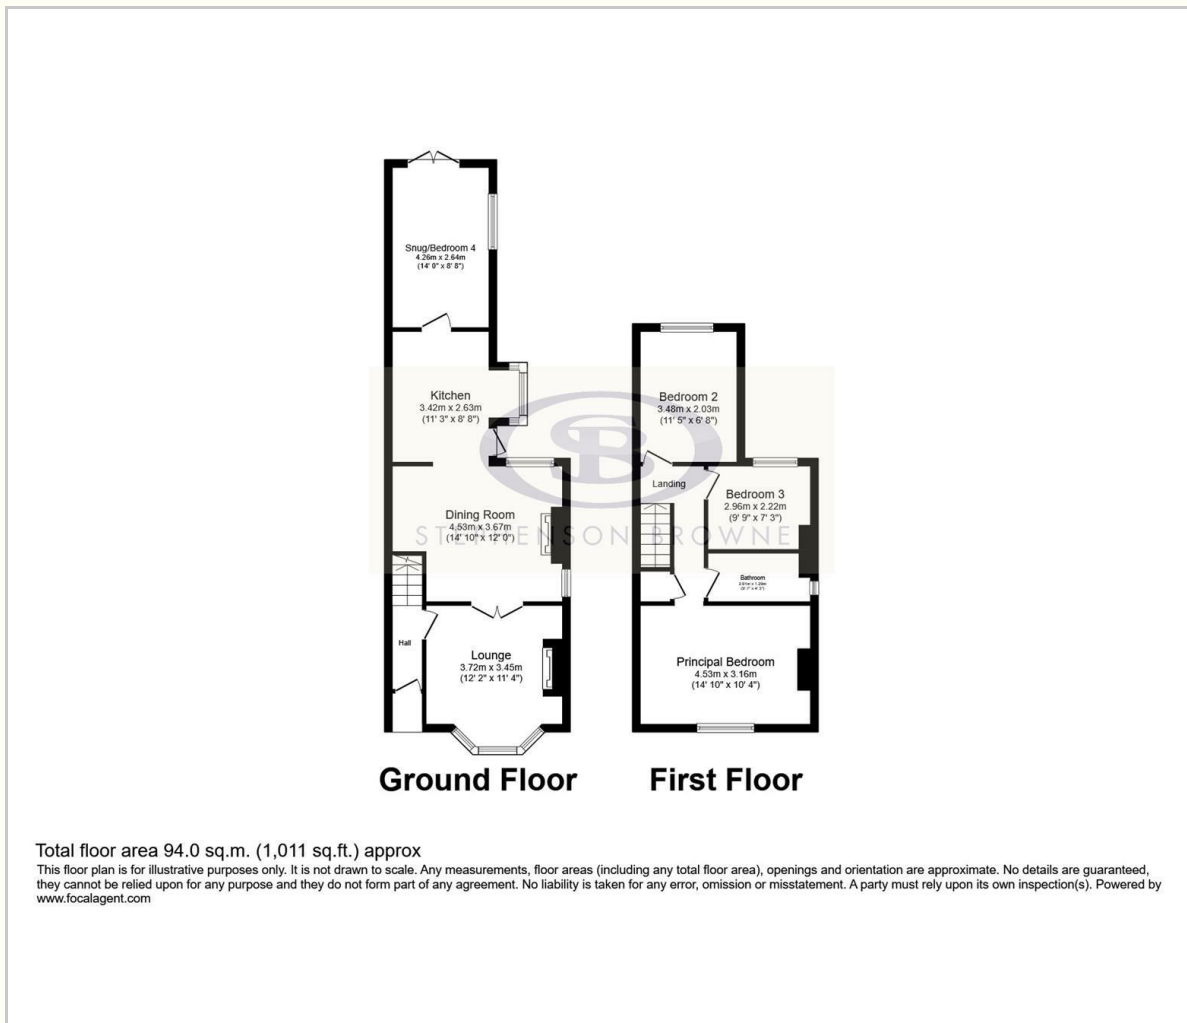 Snug/Bedroom 4
4.26m x 2.64m
(14' 0" x 8' 8")
Kitchen
3.42m x 2.63m
(11' 3" x 8' 8")
Dining Room
4.53m x 3.67m
(14' 10" x 12' 0")
Hall
Lounge
3.72m x 3.45m
(12' 2" x 11' 4")
Ground Floor
Bedroom 2
3.48m x 2.03m
(11' 5" x 6' 8")
Landing
Bedroom 3
2.96m x 2.22m
(9' 9" x 7' 3")
Bathroom
Principal Bedroom
4.53m x 3.16m
(14' 10" x 10' 4")
First Floor
SB
STEPHENSON BROWNE
Total floor area 94.0 sq.m. (1,011 sq.ft.) approx
This floor plan is for illustrative purposes only. It is not drawn to scale. Any measurements, floor areas (including any total floor area), openings and orientation are approximate. No details are guaranteed,
they cannot be relied upon for any purpose and they do not form part of any agreement. No liability is taken for any error, omission or misstatement. A party must rely upon its own inspection(s). Powered by
www.focalagent.com